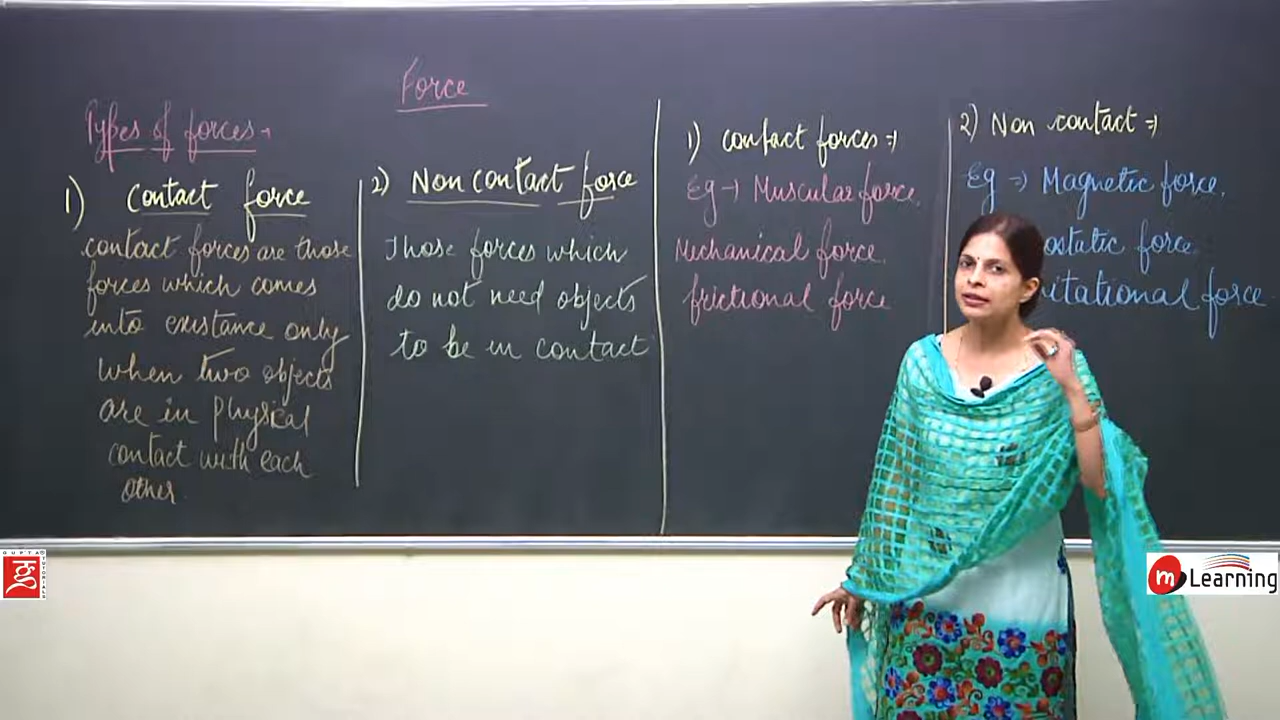 Force
Types of forces →
1) Contact force
contact forces are those
forces which comes
into existance only
when two objects
are in physical
contact with each
other.
2) Non contact force
Those forces which
do not need objects
to be in contact
1) contact forces ⇒
Eg → Muscular force,
Mechanical force,
frictional force
2) Non contact ⇒
Eg ⇒ Magnetic force,
ostatic force
itational force
GUPTA
TUTORIALS
m Learning